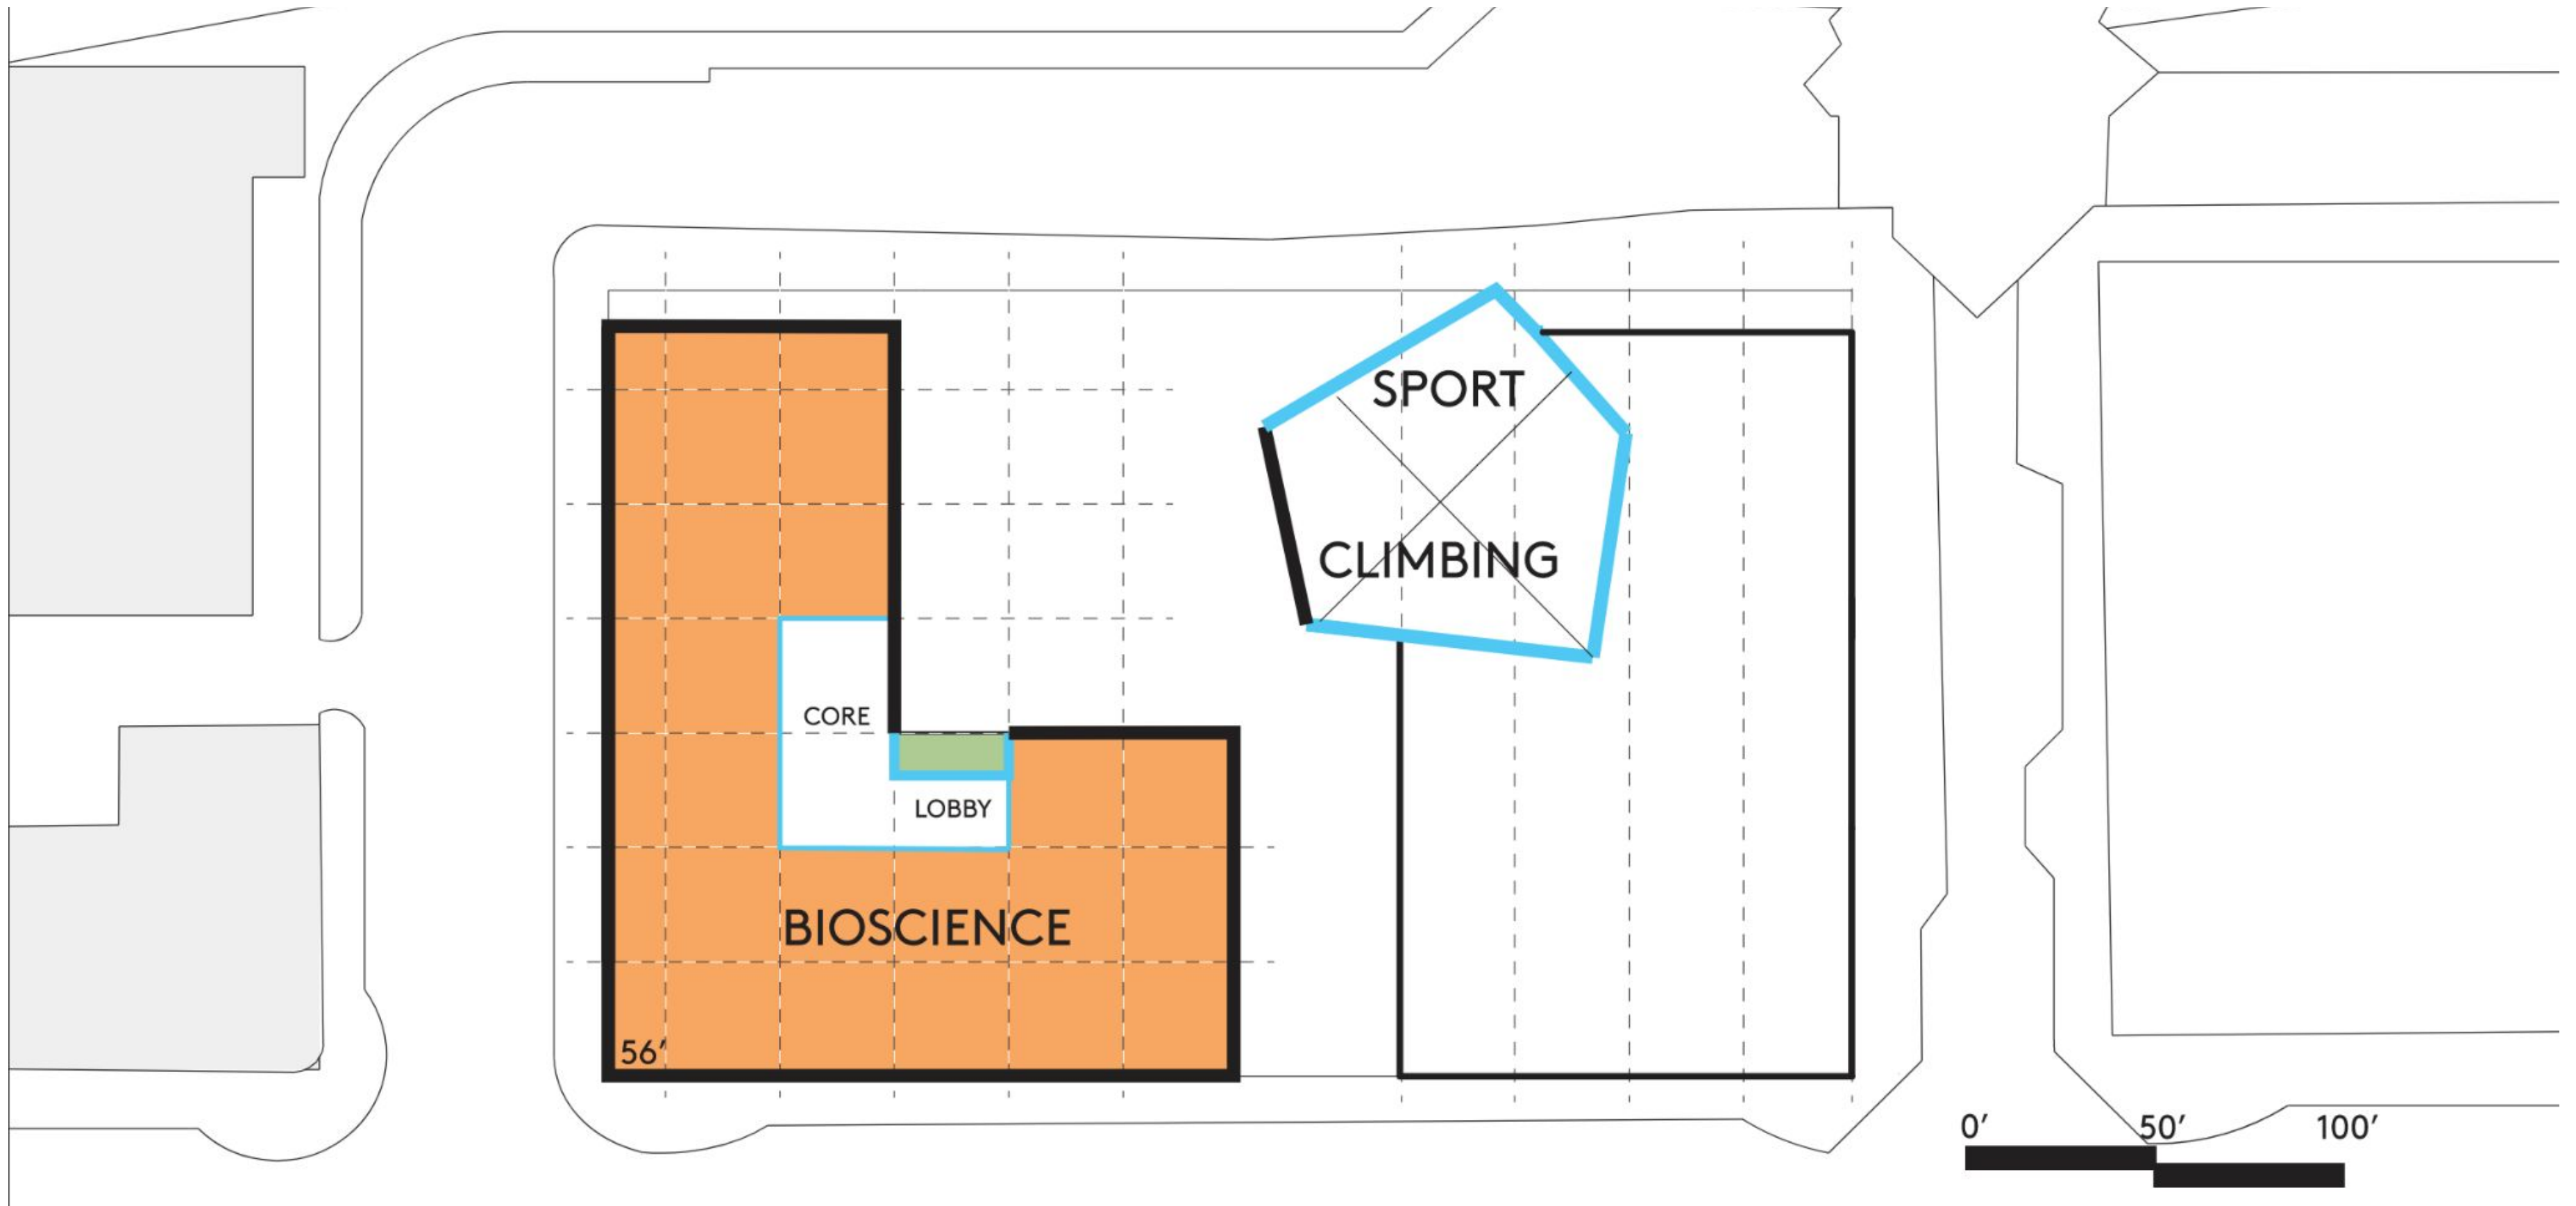 SPORT
CLIMBING
CORE
LOBBY
BIOSCIENCE
56′
0′ 50′ 100′